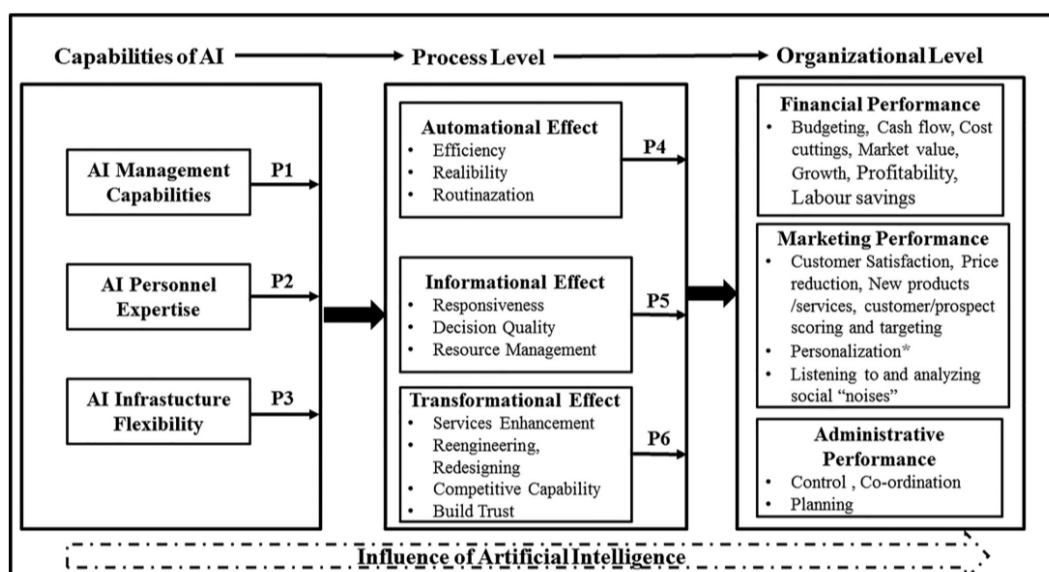 Capabilities of AI
Process Level
Organizational Level
AI Management
Capabilities
P1
AI Personnel
Expertise
P2
AI Infrastucture
Flexibility
P3
Automational Effect
• Efficiency
• Realibility
• Routinazation
P4
Informational Effect
• Responsiveness
• Decision Quality
• Resource Management
P5
Transformational Effect
• Services Enhancement
• Reengineering,
Redesigning
• Competitive Capability
• Build Trust
P6
Financial Performance
• Budgeting, Cash flow, Cost
cuttings, Market value,
Growth, Profitability,
Labour savings
Marketing Performance
• Customer Satisfaction, Price
reduction, New products
/services, customer/prospect
scoring and targeting
• Personalization*
• Listening to and analyzing
social “noises”
Administrative
Performance
• Control , Co-ordination
• Planning
Influence of Artificial Intelligence